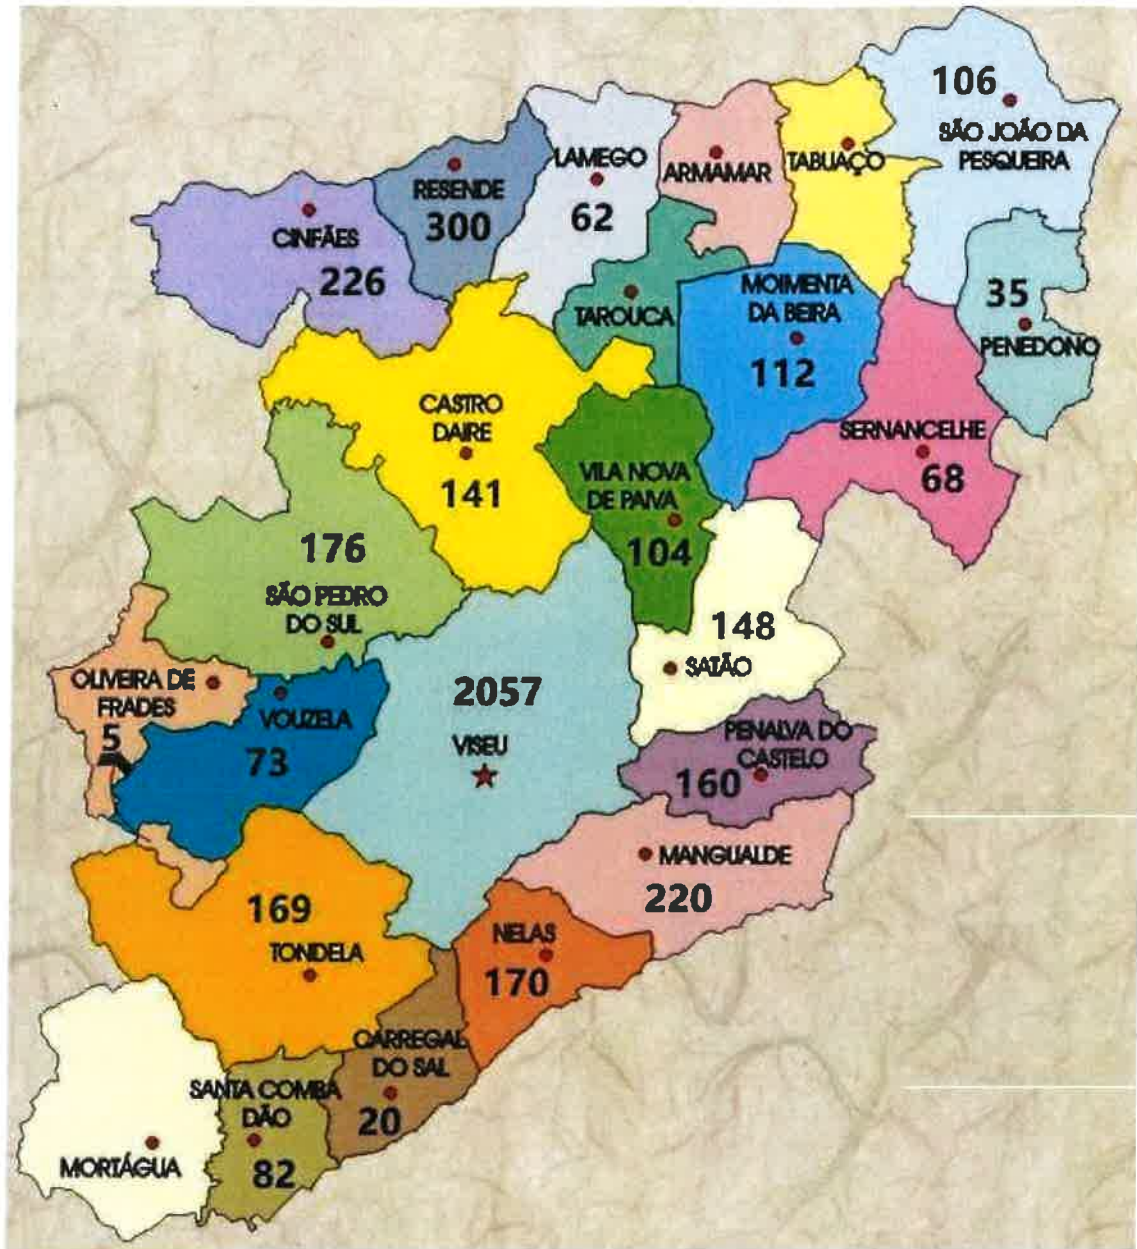 106
SÃO JOÃO DA
PESQUEIRA
LAMEGO
62
ARMAMAR
TABUAÇO
RESENDE
300
CINFÃES
226
TAROUCA
MOIMENTA
DA BEIRA
112
35
PENEDONO
CASTRO
DAIRE
141
SERNANCELHE
68
VILA NOVA
DE PAIVA
104
176
SÃO PEDRO
DO SUL
148
SATÃO
OLIVEIRA DE
FRADES
5
VOUZELA
73
2057
VISEU
PENALVA DO
CASTELO
160
MANGUALDE
220
169
TONDELA
NELAS
170
CARREGAL
DO SAL
20
SANTA COMBA
DÃO
82
MORTÁGUA